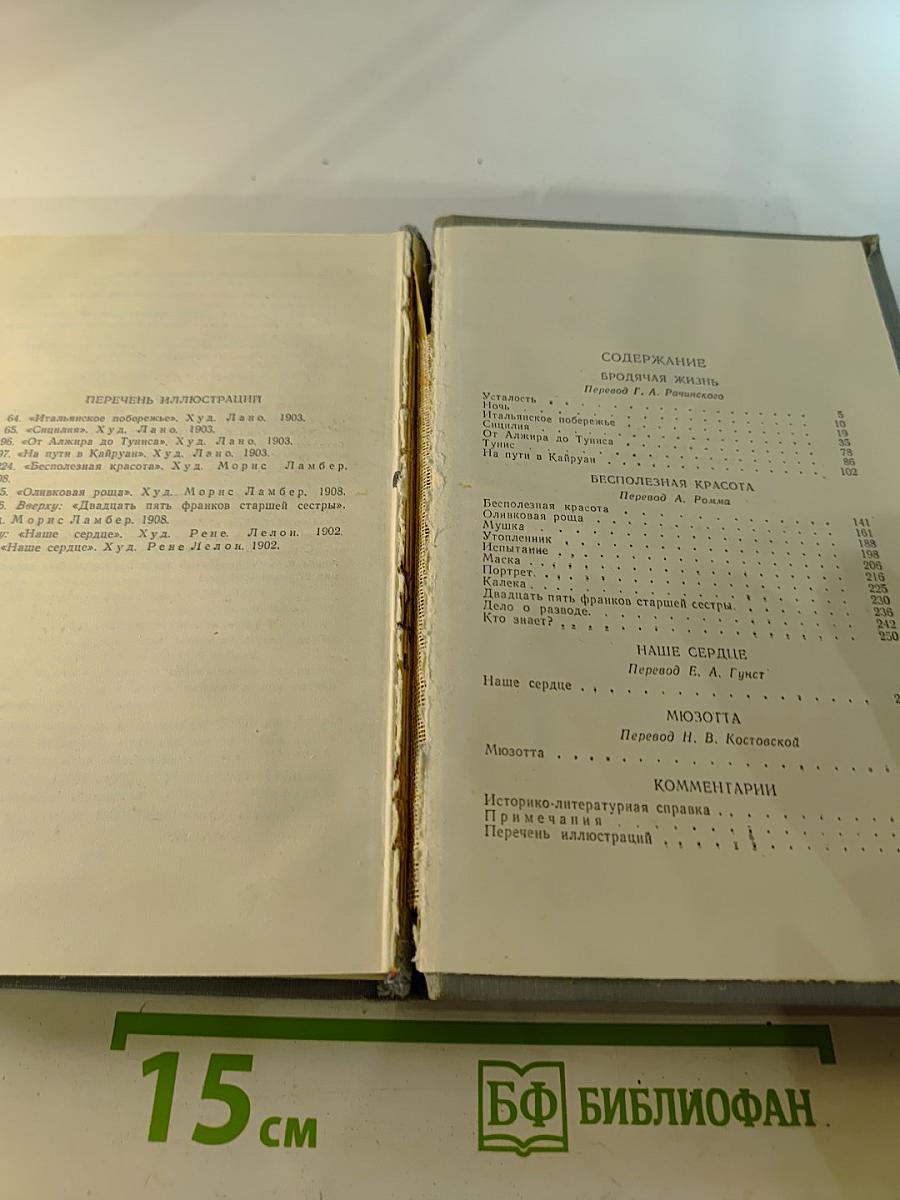 ПЕРЕЧЕНЬ ИЛЛЮСТРАЦИЙ
64. «Итальянское побережье». Худ. Лано. 1903.
65. «Сицилия». Худ. Лано. 1903.
96. «От Алжира до Туниса». Худ. Лано. 1903.
97. «На пути в Кайруан». Худ. Лано. 1903.
224. «Бесполезная красота». Худ. Морис Ламбер.
08.
5. «Оливковая роща». Худ. Морис Ламбер. 1908.
Вверху: «Двадцать пять франков старшей сестры».
Морис Ламбер. 1908.
«Наше сердце». Худ. Рене Лелон. 1902.
«Наше сердце». Худ. Рене Лелон. 1902.
СОДЕРЖАНИЕ
БРОДЯЧАЯ ЖИЗНЬ
Перевод Г. А. Рачинского
Усталость 5
Ночь 10
Итальянское побережье 19
Сицилия 35
От Алжира до Туниса 78
Тунис 86
На пути в Кайруан 102
БЕСПОЛЕЗНАЯ КРАСОТА
Перевод А. Ромма
Бесполезная красота 141
Оливковая роща 161
Мушка 188
Утопленник 198
Испытание 206
Маска 216
Портрет. 225
Калека 230
Двадцать пять франков старшей сестры. 236
Дело о разводе. 242
Кто знает? 250
НАШЕ СЕРДЦЕ
Перевод Е. А. Гунст
Наше сердце 2
МЮЗОТТА
Перевод Н. В. Костовской
Мюзотта
КОММЕНТАРИИ
Историко-литературная справка
Примечания
Перечень иллюстраций
15 см
БФ БИБЛИОФАН